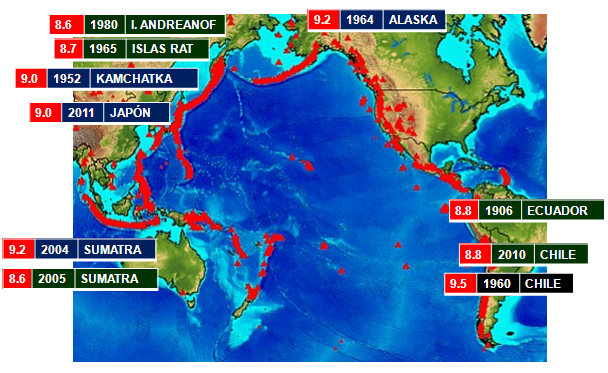 8.6 1980 I. ANDREANOF
9.2 1964 ALASKA
8.7 1965 ISLAS RAT
9.0 1952 KAMCHATKA
9.0 2011 JAPÓN
8.8 1906 ECUADOR
9.2 2004 SUMATRA
8.8 2010 CHILE
8.6 2005 SUMATRA
9.5 1960 CHILE